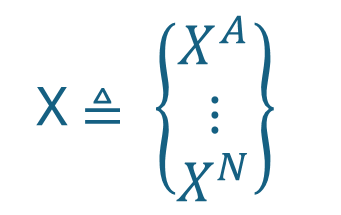 X ≜ { X^A
⋮
X^N }